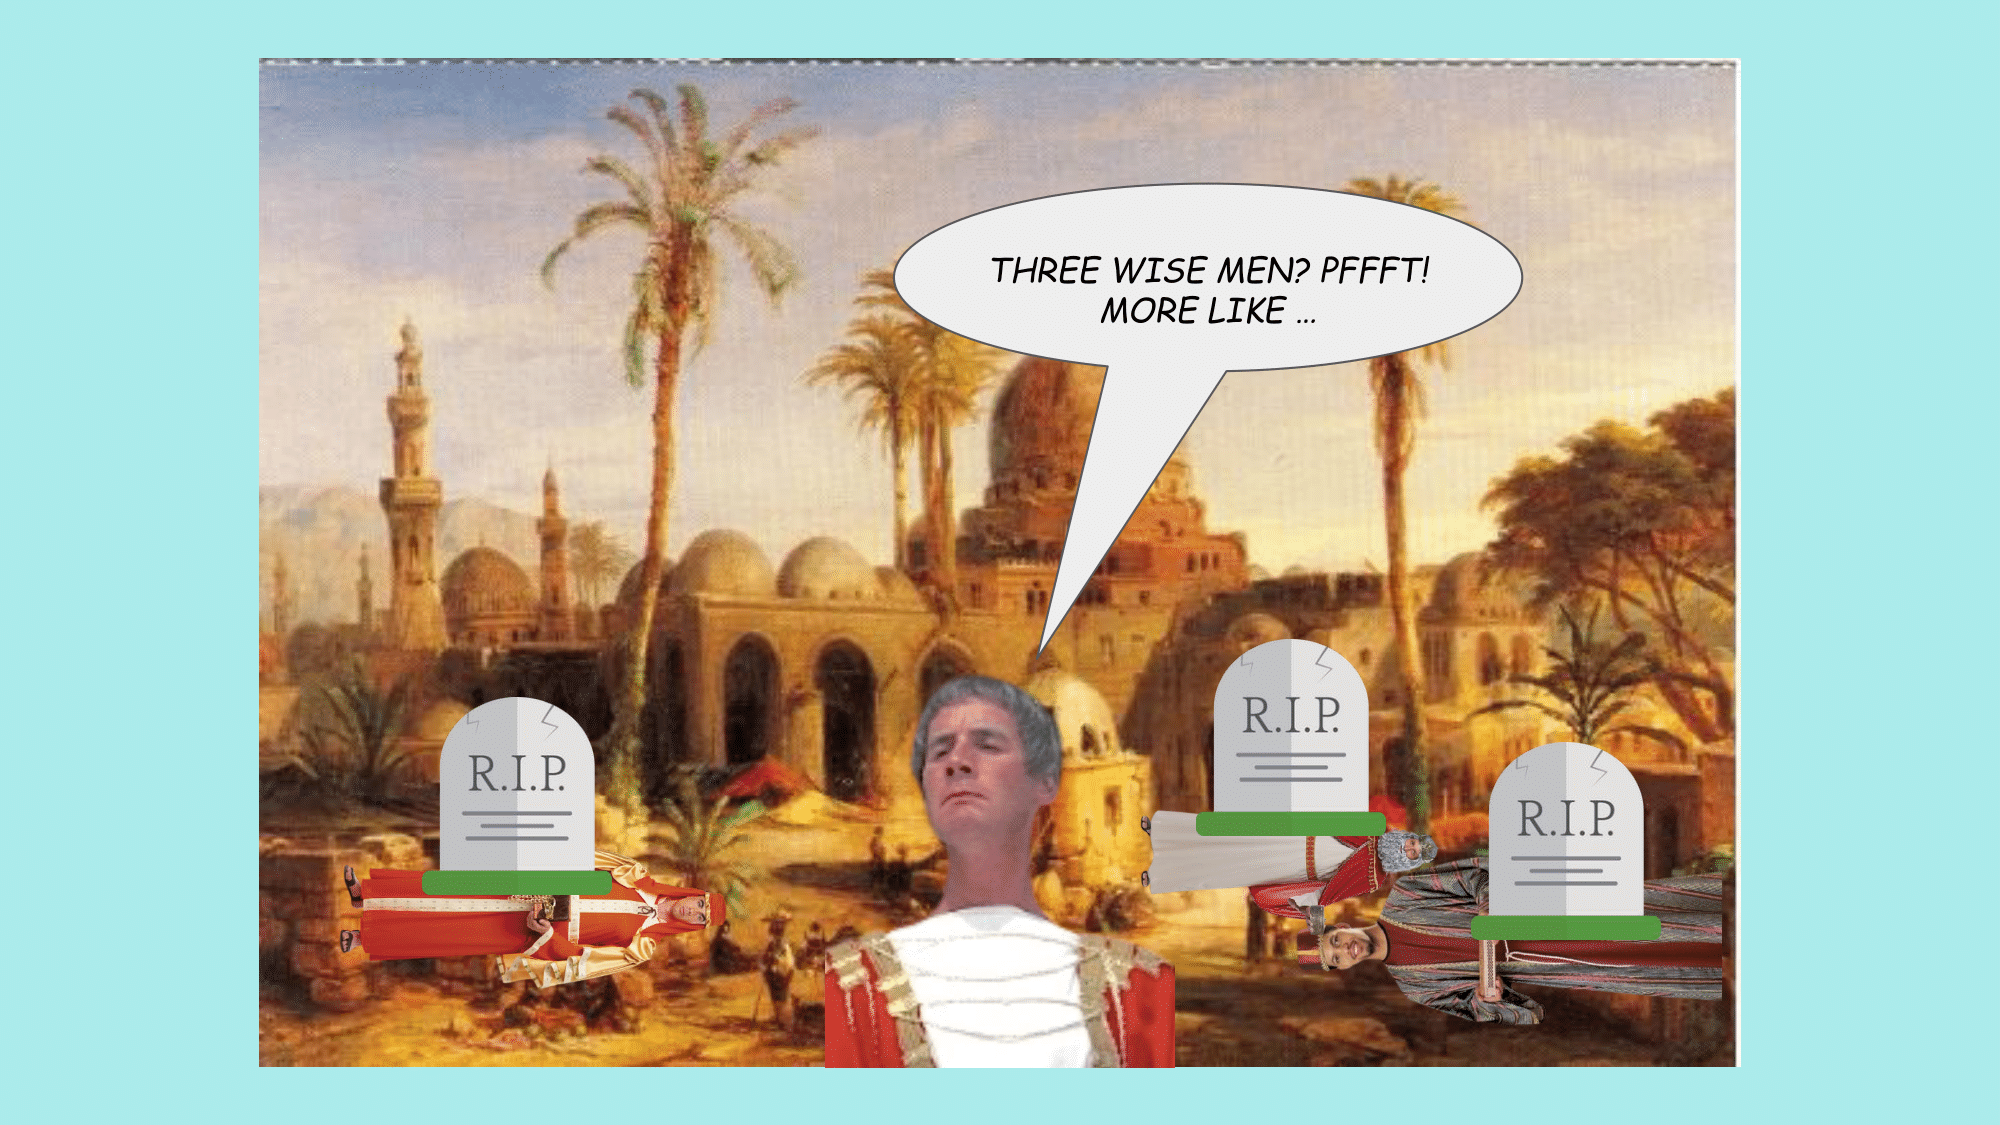 THREE WISE MEN? PFFFT!
MORE LIKE ...
R.I.P.
R.I.P.
R.I.P.